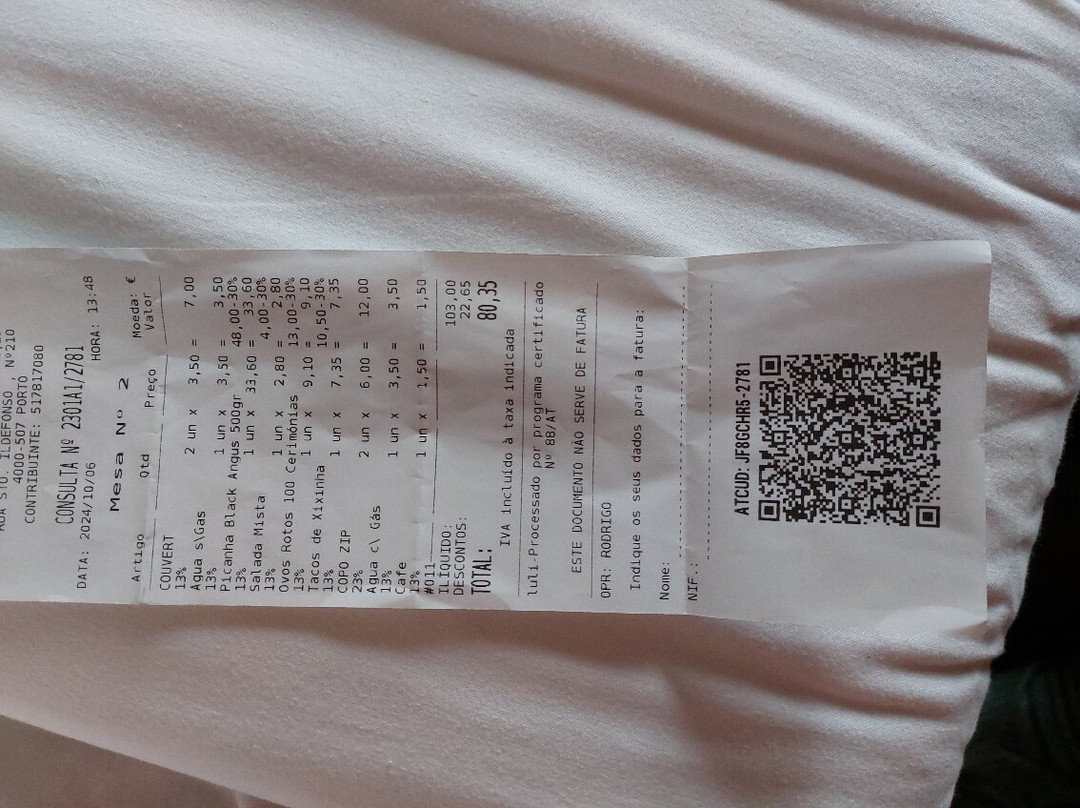 RUA STO. ILDEFONSO , Nº210
4000-507 PORTO
CONTRIBUINTE: 517817080
CONSULTA Nº 2301A1/2781
DATA: 2024/10/06 HORA: 13:48
Mesa Nº 2
Moeda: €
Artigo Qtd Preço Valor
COUVERT
13% 2 un x 3,50 = 7,00
Agua s\Gas
13% 1 un x 3,50 = 3,50
Picanha Black Angus 500gr 48,00-30%
13% 1 un x 33,60 = 33,60
Salada Mista 4,00-30%
13% 1 un x 2,80 = 2,80
Ovos Rotos 100 Cerimónias 13,00-30%
13% 1 un x 9,10 = 9,10
Tacos de Xixinha 10,50-30%
13% 1 un x 7,35 = 7,35
COPO ZIP
23% 2 un x 6,00 = 12,00
Agua c\ Gás
13% 1 un x 3,50 = 3,50
Cafe
13% 1 un x 1,50 = 1,50
#011
ILÍQUIDO: 103,00
DESCONTOS: 22,65
TOTAL: 80,35
IVA incluído à taxa indicada
luli-Processado por programa certificado
Nº 88/AT
ESTE DOCUMENTO NÃO SERVE DE FATURA
OPR: RODRIGO
Indique os seus dados para a fatura:
Nome:
NIF.:
ATCUD: JF8GCHR5-2781